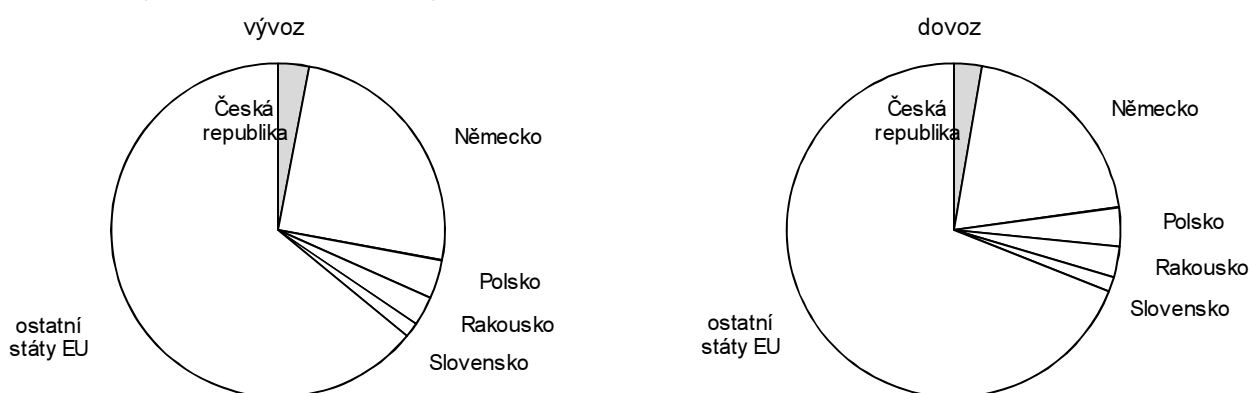 vývoz
Česká
republika
Německo
Polsko
Rakousko
Slovensko
ostatní
státy EU
dovoz
Česká
republika
Německo
Polsko
Rakousko
Slovensko
ostatní
státy EU